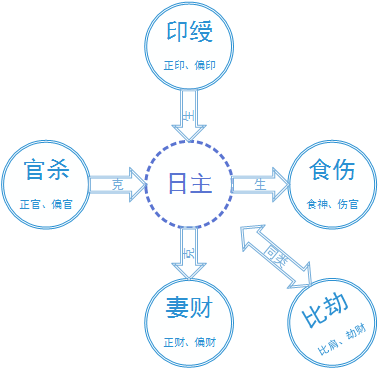 印绶
正印、偏印
生
官杀
正官、偏官
克
日主
生
食伤
食神、伤官
克
同类
妻财
正财、偏财
比劫
比肩、劫财